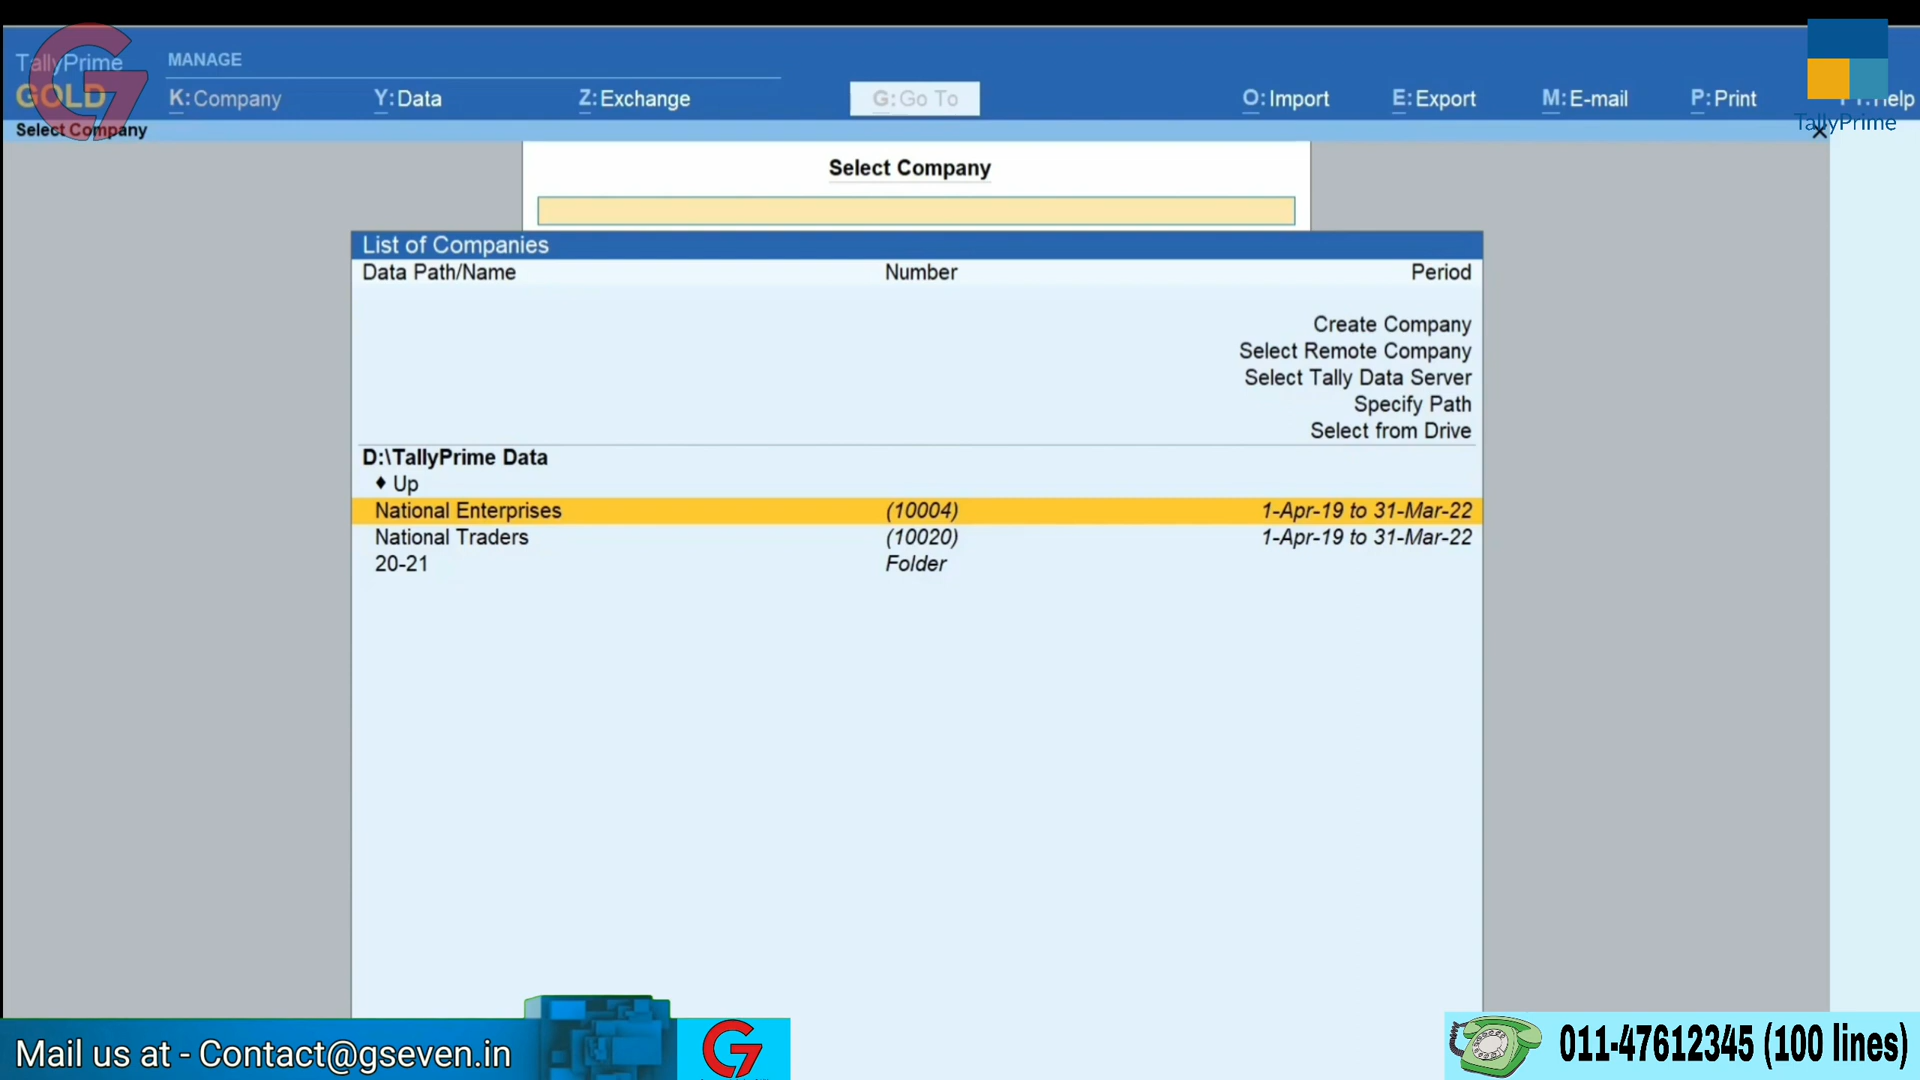 TallyPrime
GOLD
MANAGE
K: Company
Y: Data
Z: Exchange
G: Go To
O: Import
E: Export
M: E-mail
P: Print
Help
TallyPrime
Select Company
Select Company
List of Companies
Data Path/Name Number Period
Create Company
Select Remote Company
Select Tally Data Server
Specify Path
Select from Drive
D:\TallyPrime Data
♦ Up
National Enterprises (10004) 1-Apr-19 to 31-Mar-22
National Traders (10020) 1-Apr-19 to 31-Mar-22
20-21 Folder
Mail us at - Contact@gseven.in
011-47612345 (100 lines)